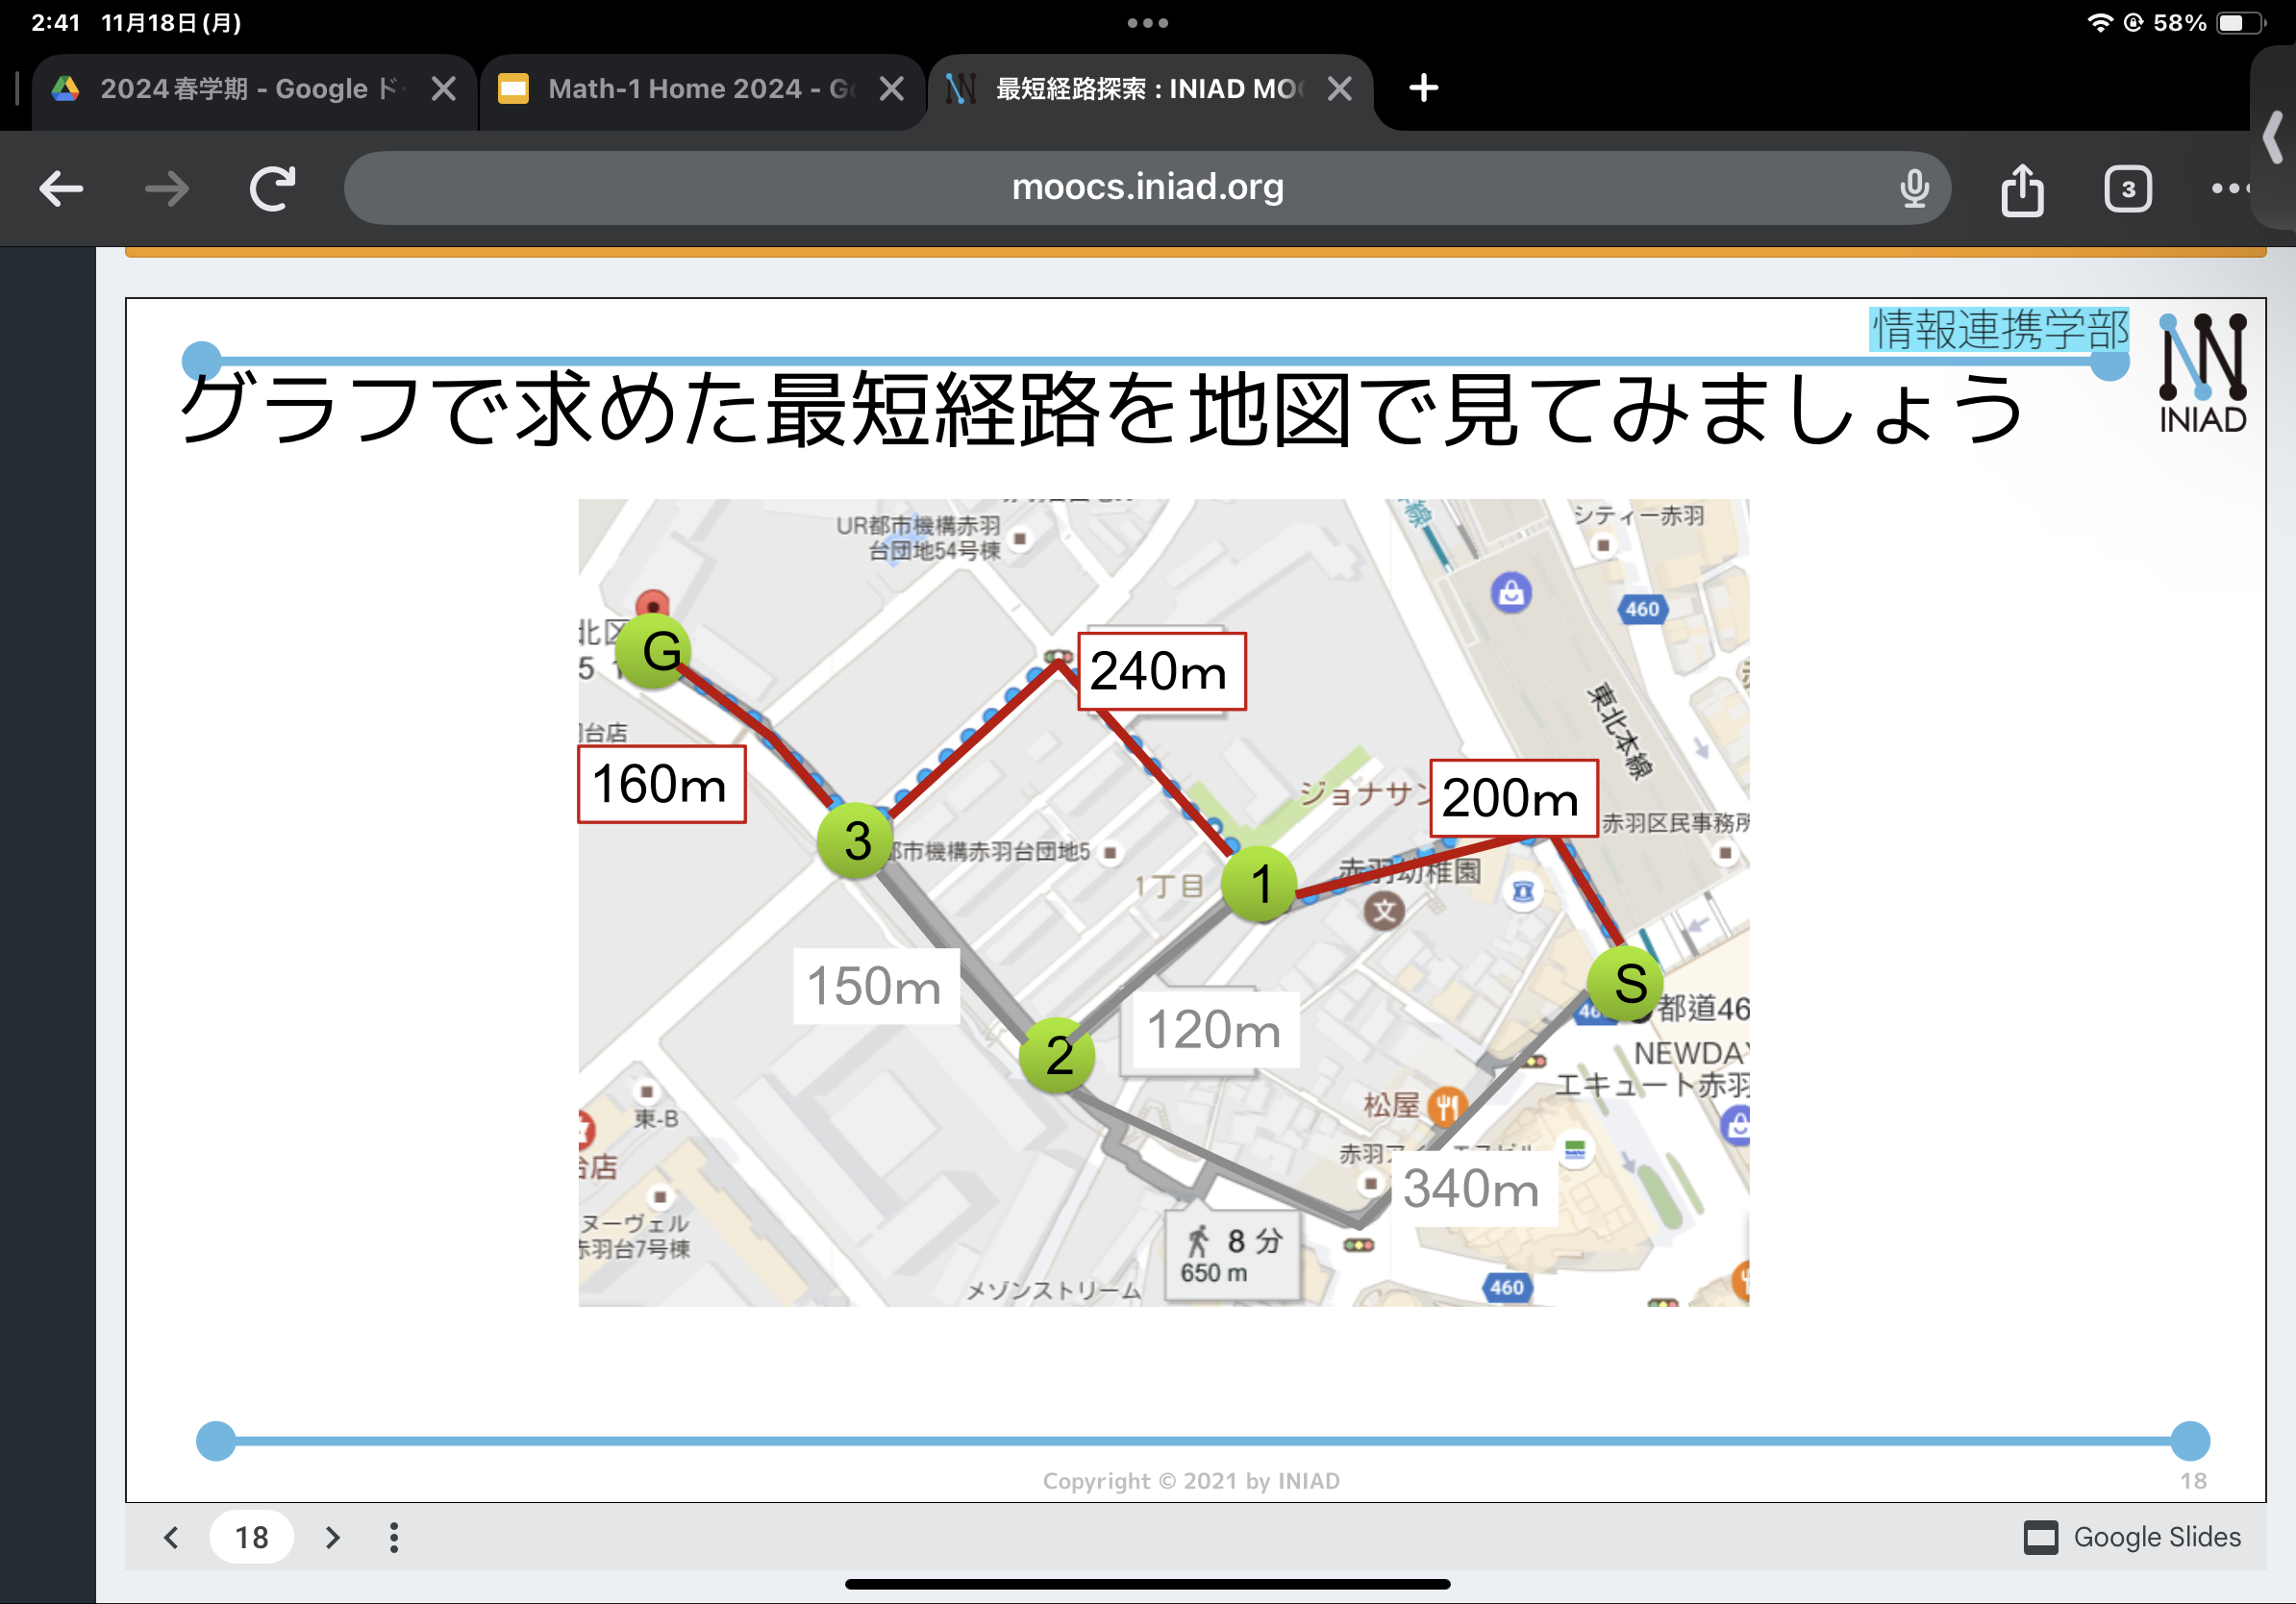 2:41 11月18日(月)
58%
2024春学期 - Google ド
Math-1 Home 2024 - G
最短経路探索 : INIAD MO
moocs.iniad.org
3
情報連携学部
INIAD
グラフで求めた最短経路を地図で見てみましょう
UR都市機構赤羽
台団地54号棟
シティー赤羽
460
北区
5
G
240m
東北本線
台店
160m
ジョナサン
200m
赤羽区民事務所
3
都市機構赤羽台団地5
1丁目
1
赤羽幼稚園
文
150m
120m
S
46
都道46
2
NEWDAY
エキュート赤羽
松屋
東-B
台店
340m
ヌーヴェル
赤羽台7号棟
8 分
650 m
メゾンストリーム
460
Copyright © 2021 by INIAD
18
18
Google Slides